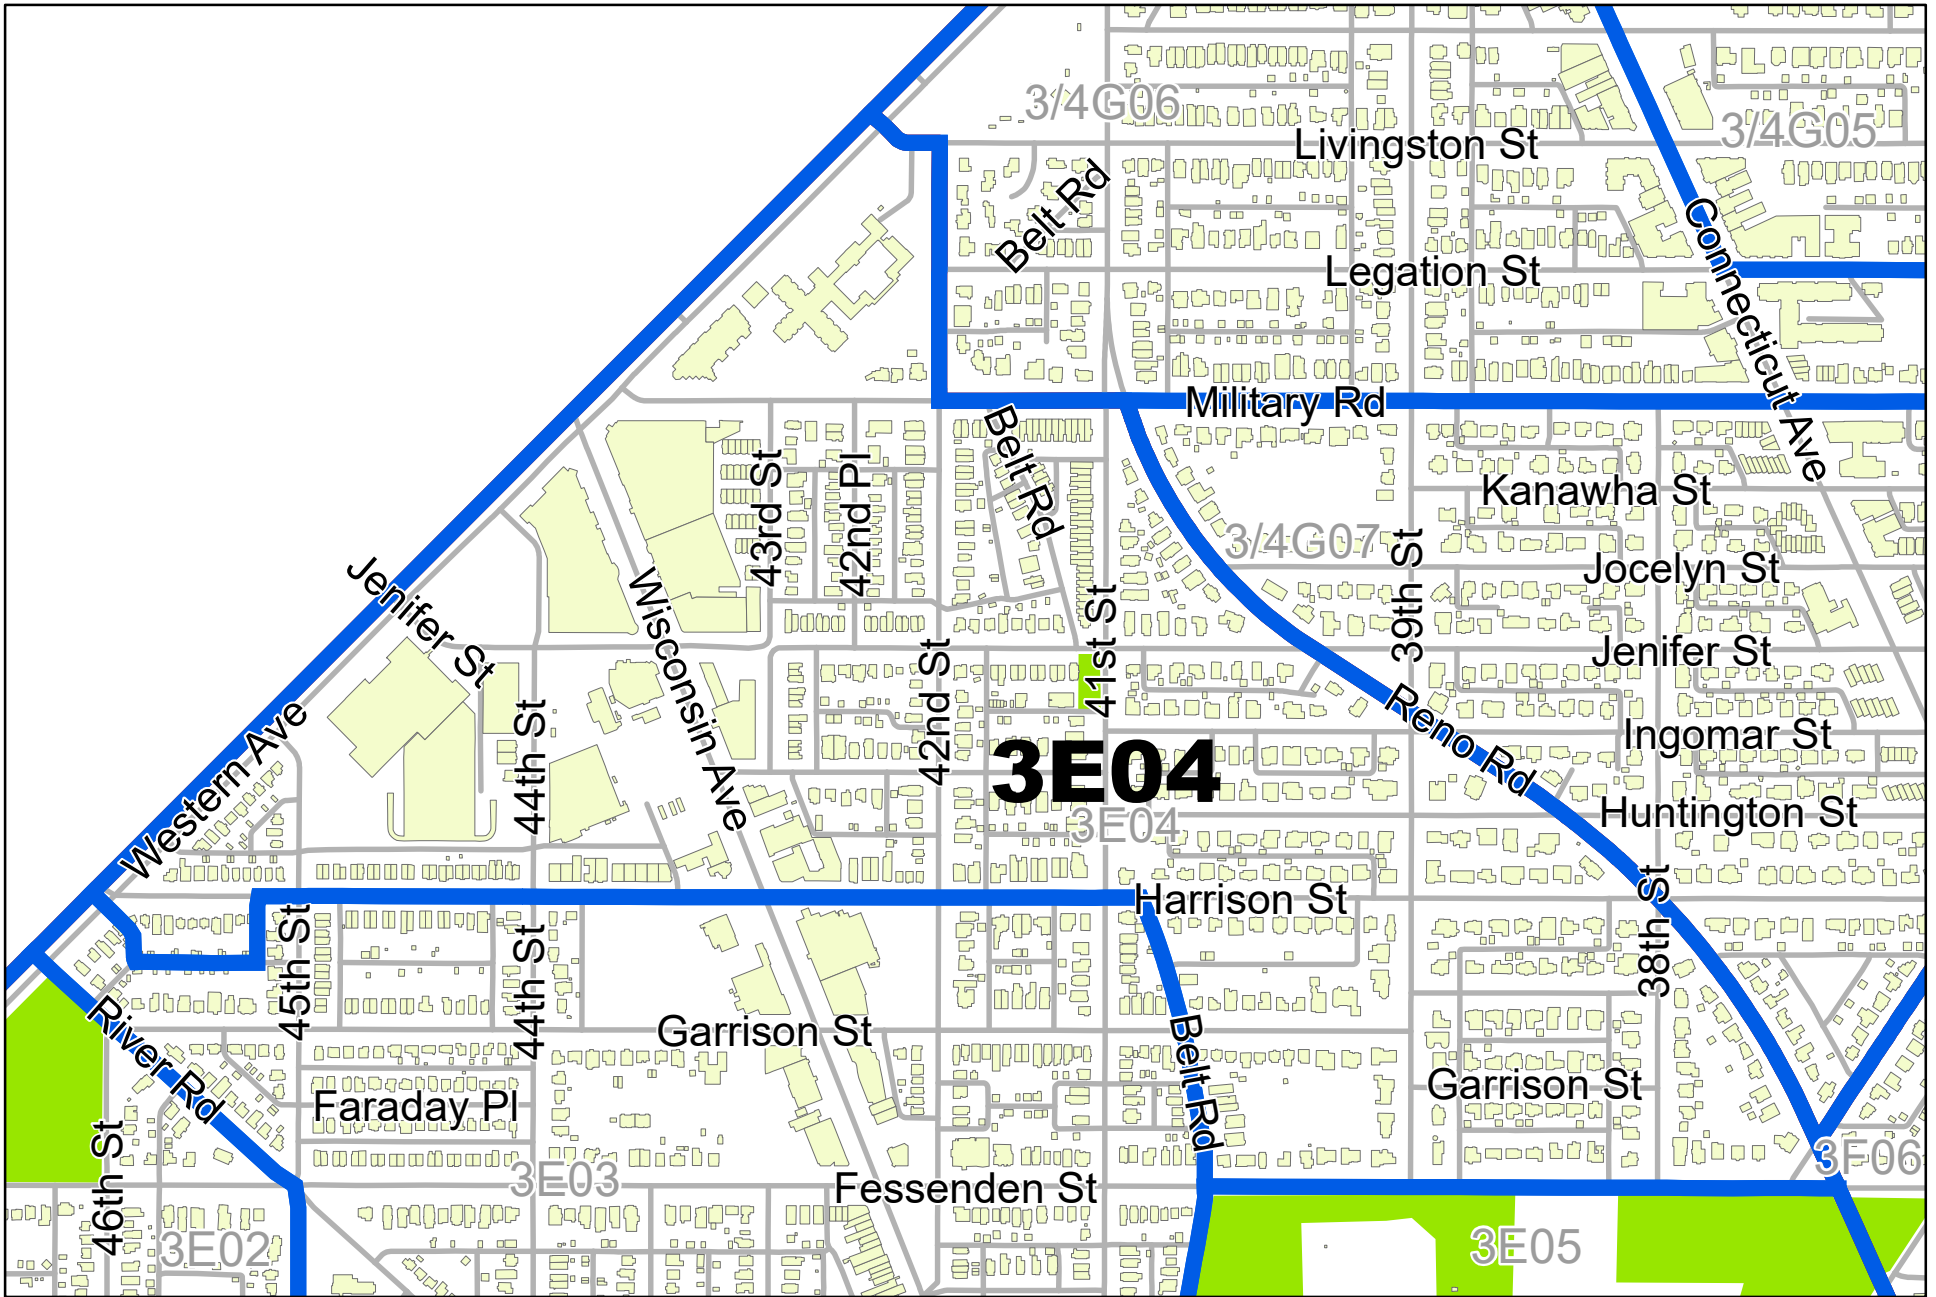 3/4G06
3/4G05
Livingston St
Belt Rd
Connecticut Ave
Legation St
Military Rd
Belt Rd
43rd St
42nd Pl
Kanawha St
3/4G07
39th St
Jocelyn St
Jenifer St
Wisconsin Ave
41st St
42nd St
Jenifer St
Reno Rd
Ingomar St
Western Ave
44th St
3E04
3E04
Huntington St
Harrison St
38th St
45th St
44th St
River Rd
Garrison St
Belt Rd
Garrison St
Faraday Pl
46th St
3F06
3E03
Fessenden St
3E02
3E05